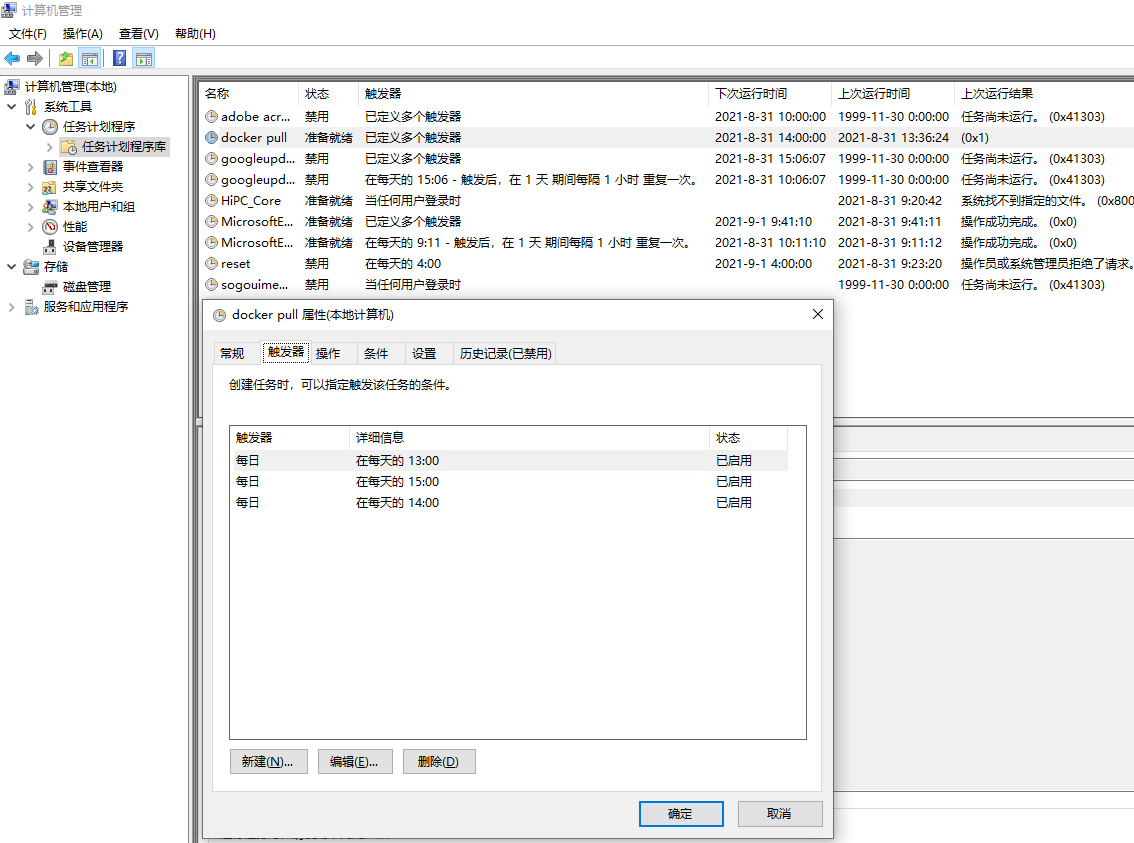 计算机管理
文件(F) 操作(A) 查看(V) 帮助(H)
计算机管理(本地)
系统工具
任务计划程序
任务计划程序库
事件查看器
共享文件夹
本地用户和组
性能
设备管理器
存储
磁盘管理
服务和应用程序
名称 状态 触发器 下次运行时间 上次运行时间 上次运行结果
adobe acr... 禁用 已定义多个触发器 2021-8-31 10:00:00 1999-11-30 0:00:00 任务尚未运行。 (0x41303)
docker pull 准备就绪 已定义多个触发器 2021-8-31 14:00:00 2021-8-31 13:36:24 (0x1)
googleupd... 禁用 已定义多个触发器 2021-8-31 15:06:07 1999-11-30 0:00:00 任务尚未运行。 (0x41303)
googleupd... 禁用 在每天的 15:06 - 触发后，在 1 天 期间每隔 1 小时 重复一次。 2021-8-31 10:06:07 1999-11-30 0:00:00 任务尚未运行。 (0x41303)
HiPC_Core 准备就绪 当任何用户登录时 2021-8-31 9:20:42 系统找不到指定的文件。 (0x800
MicrosoftE... 准备就绪 已定义多个触发器 2021-9-1 9:41:10 2021-8-31 9:41:11 操作成功完成。 (0x0)
MicrosoftE... 准备就绪 在每天的 9:11 - 触发后，在 1 天 期间每隔 1 小时 重复一次。 2021-8-31 10:11:10 2021-8-31 9:11:12 操作成功完成。 (0x0)
reset 禁用 在每天的 4:00 2021-9-1 4:00:00 2021-8-31 9:23:20 操作员或系统管理员拒绝了请求。
sogouime... 禁用 当任何用户登录时 1999-11-30 0:00:00 任务尚未运行。 (0x41303)
docker pull 属性(本地计算机)
常规 触发器 操作 条件 设置 历史记录(已禁用)
创建任务时，可以指定触发该任务的条件。
触发器 详细信息 状态
每日 在每天的 13:00 已启用
每日 在每天的 15:00 已启用
每日 在每天的 14:00 已启用
新建(N)... 编辑(E)... 删除(D)
确定 取消